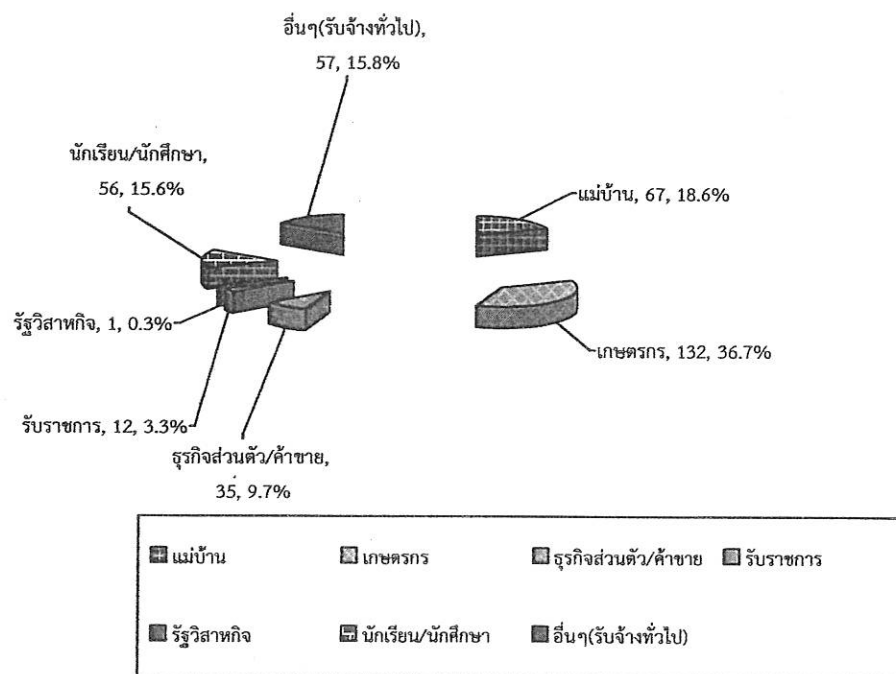 อื่นๆ(รับจ้างทั่วไป),
57, 15.8%
นักเรียน/นักศึกษา,
56, 15.6%
แม่บ้าน, 67, 18.6%
รัฐวิสาหกิจ, 1, 0.3%
เกษตรกร, 132, 36.7%
รับราชการ, 12, 3.3%
ธุรกิจส่วนตัว/ค้าขาย,
35, 9.7%
แม่บ้าน เกษตรกร ธุรกิจส่วนตัว/ค้าขาย รับราชการ
รัฐวิสาหกิจ นักเรียน/นักศึกษา อื่นๆ(รับจ้างทั่วไป)